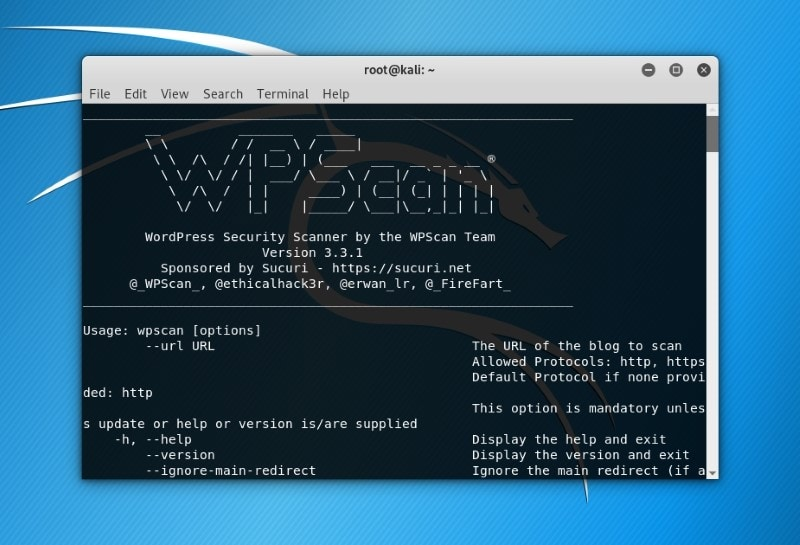 root@kali: ~
File Edit View Search Terminal Help
WPScan ®
WordPress Security Scanner by the WPScan Team
Version 3.3.1
Sponsored by Sucuri - https://sucuri.net
@_WPScan_, @ethicalhack3r, @erwan_lr, @_FireFart_
Usage: wpscan [options]
--url URL The URL of the blog to scan
Allowed Protocols: http, https
Default Protocol if none provi
ded: http
This option is mandatory unles
s update or help or version is/are supplied
-h, --help Display the help and exit
--version Display the version and exit
--ignore-main-redirect Ignore the main redirect (if a